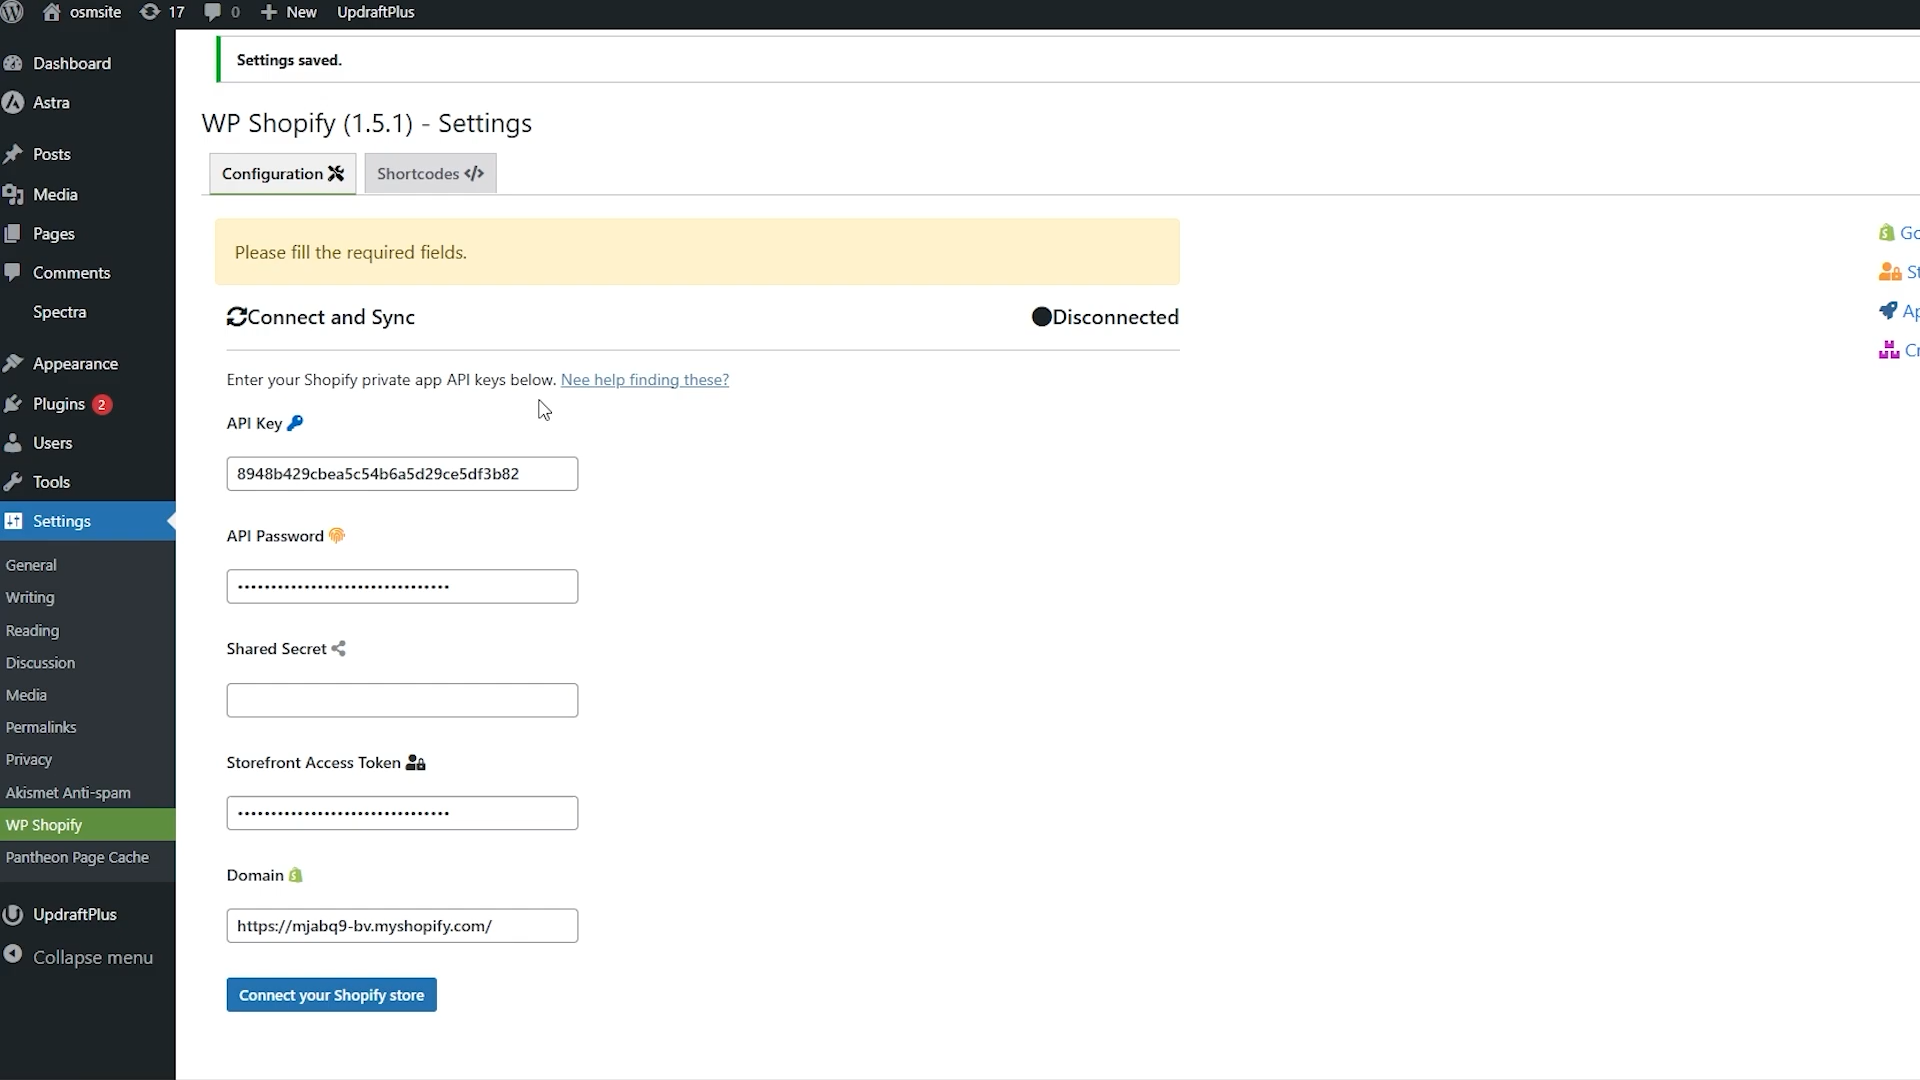 osmsite 17 0 New UpdraftPlus
Dashboard
Astra
Posts
Media
Pages
Comments
Spectra
Appearance
Plugins 2
Users
Tools
Settings
General
Writing
Reading
Discussion
Media
Permalinks
Privacy
Akismet Anti-spam
WP Shopify
Pantheon Page Cache
UpdraftPlus
Collapse menu
Settings saved.
WP Shopify (1.5.1) - Settings
Configuration Shortcodes </>
Please fill the required fields.
Connect and Sync Disconnected
Enter your Shopify private app API keys below. Nee help finding these?
API Key
8948b429cbea5c54b6a5d29ce5df3b82
API Password
••••••••••••••••••••••••••••••••
Shared Secret
Storefront Access Token
••••••••••••••••••••••••••••••••
Domain
https://mjabq9-bv.myshopify.com/
Connect your Shopify store
Go
St
Ap
Cr